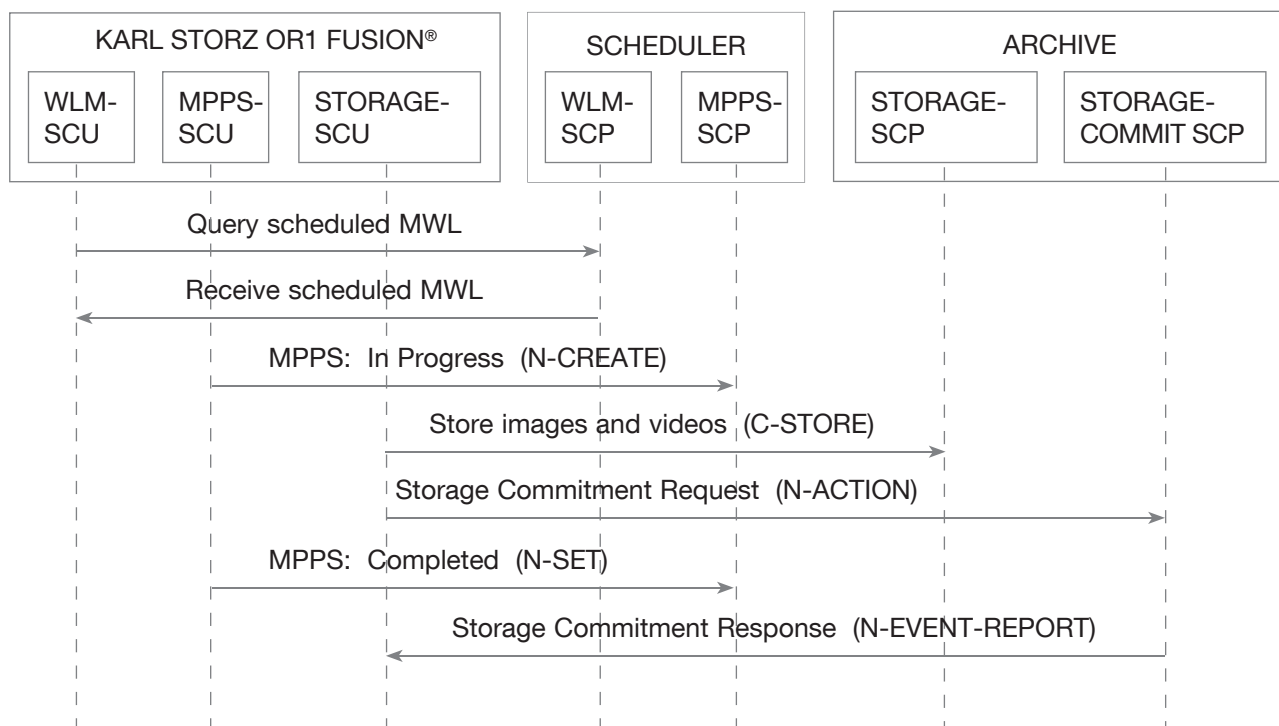 KARL STORZ OR1 FUSION®
SCHEDULER
ARCHIVE
WLM-
SCU
MPPS-
SCU
STORAGE-
SCU
WLM-
SCP
MPPS-
SCP
STORAGE-
SCP
STORAGE-
COMMIT SCP
Query scheduled MWL
Receive scheduled MWL
MPPS: In Progress (N-CREATE)
Store images and videos (C-STORE)
Storage Commitment Request (N-ACTION)
MPPS: Completed (N-SET)
Storage Commitment Response (N-EVENT-REPORT)